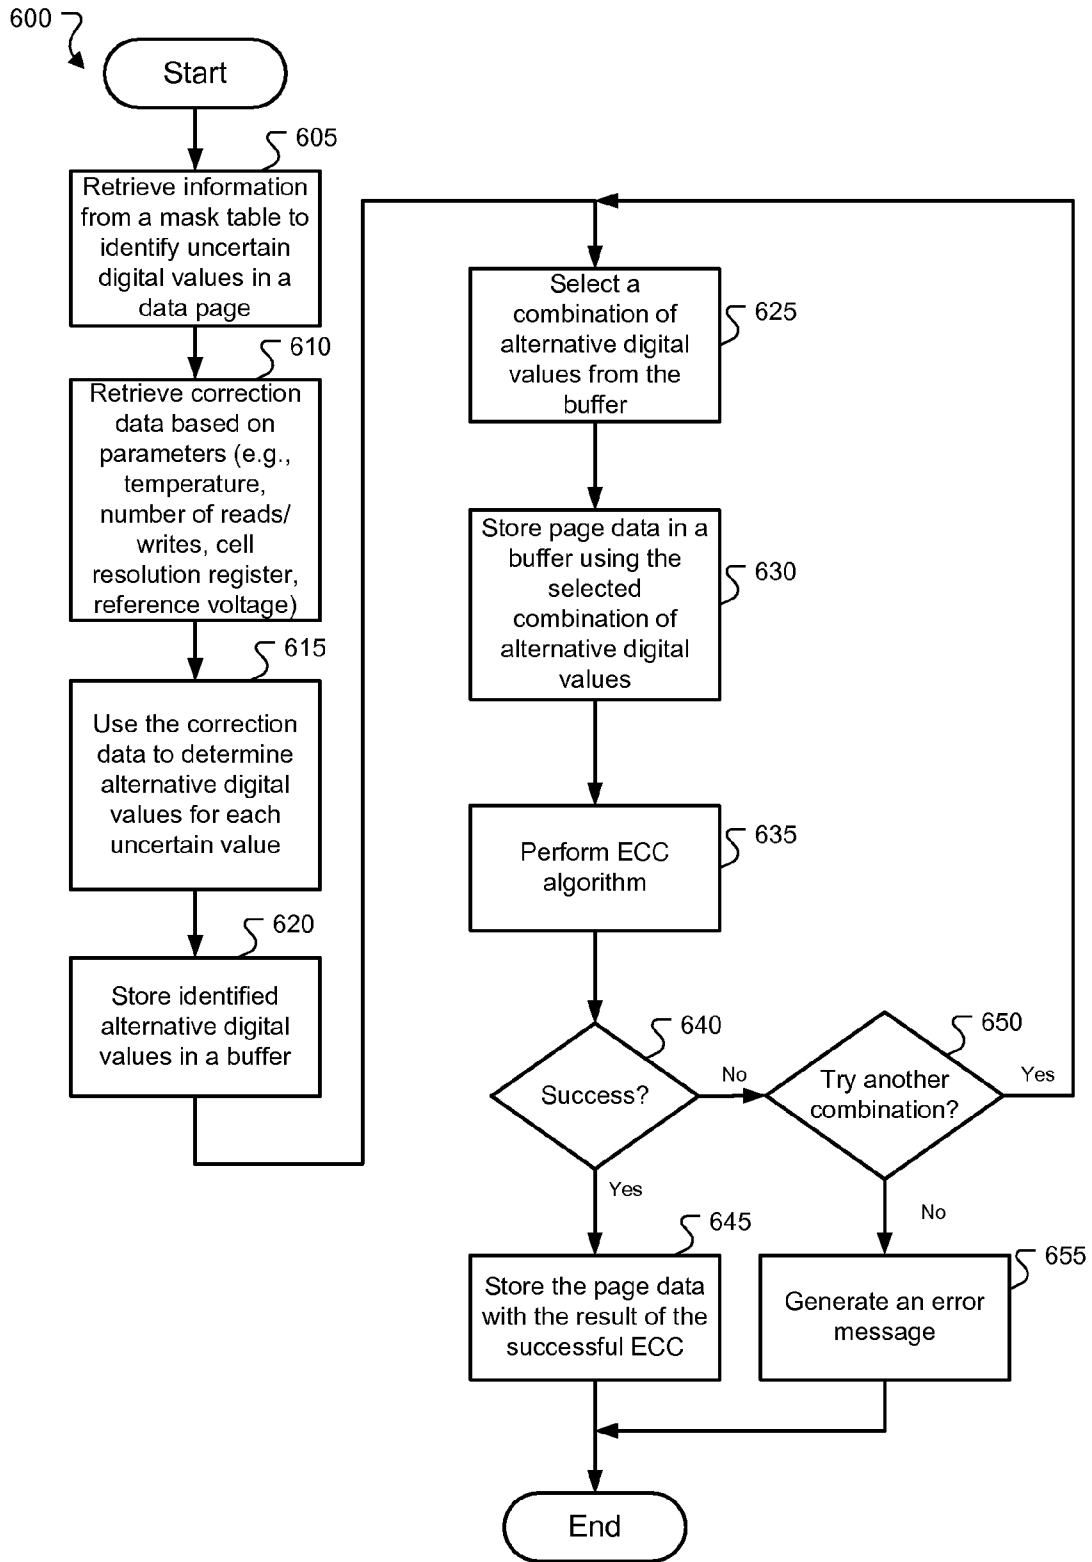 600
Start
605
Retrieve information
from a mask table to
identify uncertain
digital values in a
data page
610
Retrieve correction
data based on
parameters (e.g.,
temperature,
number of reads/
writes, cell
resolution register,
reference voltage)
615
Use the correction
data to determine
alternative digital
values for each
uncertain value
620
Store identified
alternative digital
values in a buffer
625
Select a
combination of
alternative digital
values from the
buffer
630
Store page data in a
buffer using the
selected
combination of
alternative digital
values
635
Perform ECC
algorithm
640
Success?
No
Yes
650
Try another
combination?
Yes
No
645
Store the page data
with the result of the
successful ECC
655
Generate an error
message
End